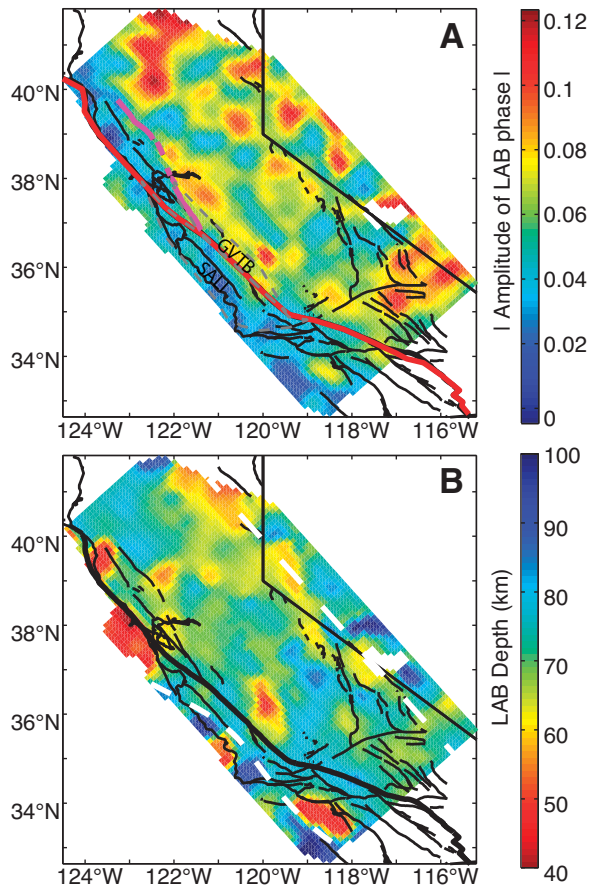 A
40°N
38°N
36°N
34°N
GVTB
SALI
124°W 122°W 120°W 118°W 116°W
0.12
0.1
0.08
0.06
0.04
0.02
0
| Amplitude of LAB phase |
B
40°N
38°N
36°N
34°N
124°W 122°W 120°W 118°W 116°W
100
90
80
70
60
50
40
LAB Depth (km)